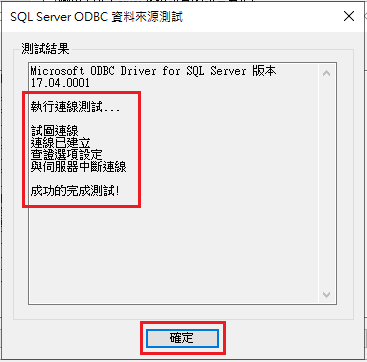 SQL Server ODBC 資料來源測試
測試結果
Microsoft ODBC Driver for SQL Server 版本
17.04.0001
執行連線測試...
試圖連線
連線已建立
查證選項設定
與伺服器中斷連線
成功的完成測試!
確定